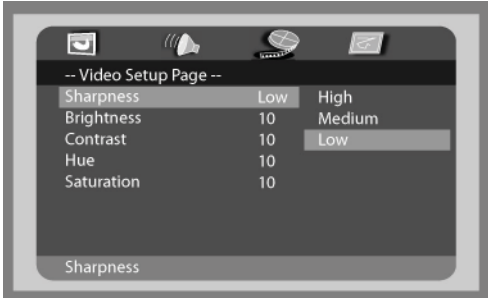 -- Video Setup Page --
Sharpness Low High
Brightness 10 Medium
Contrast 10 Low
Hue 10
Saturation 10
Sharpness